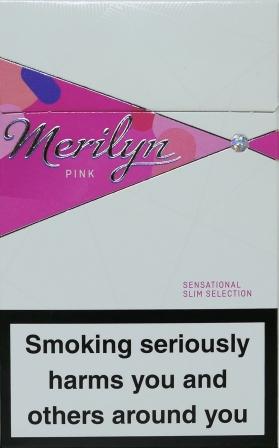 Merilyn
PINK
SENSATIONAL
SLIM SELECTION
Smoking seriously
harms you and
others around you